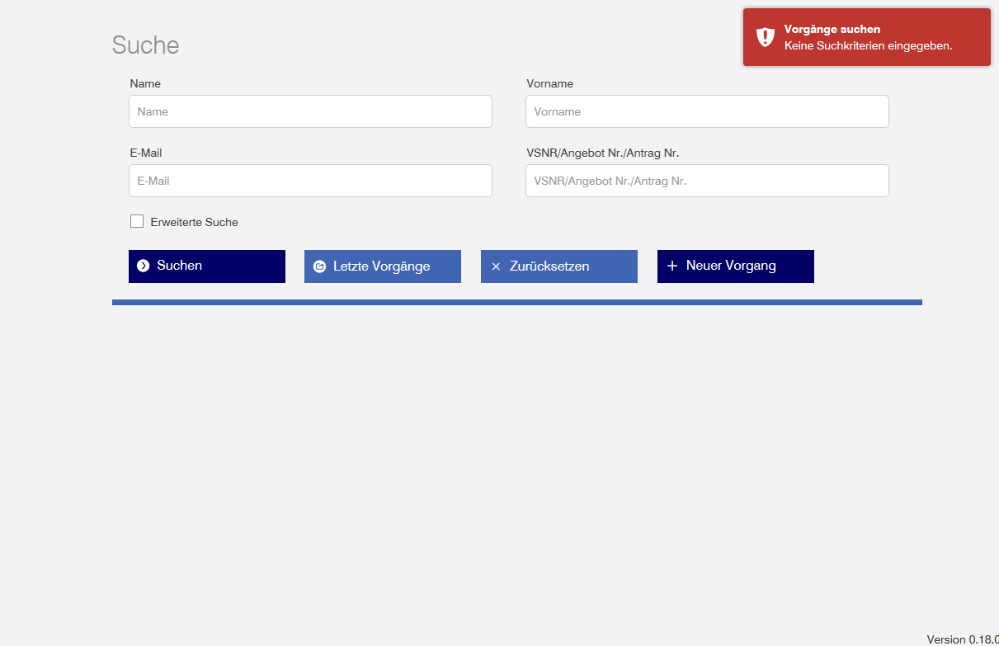 Vorgänge suchen
Keine Suchkriterien eingegeben.
Suche
Name
Vorname
Name
Vorname
E-Mail
VSNR/Angebot Nr./Antrag Nr.
E-Mail
VSNR/Angebot Nr./Antrag Nr.
Erweiterte Suche
Suchen
Letzte Vorgänge
Zurücksetzen
Neuer Vorgang
Version 0.18.0